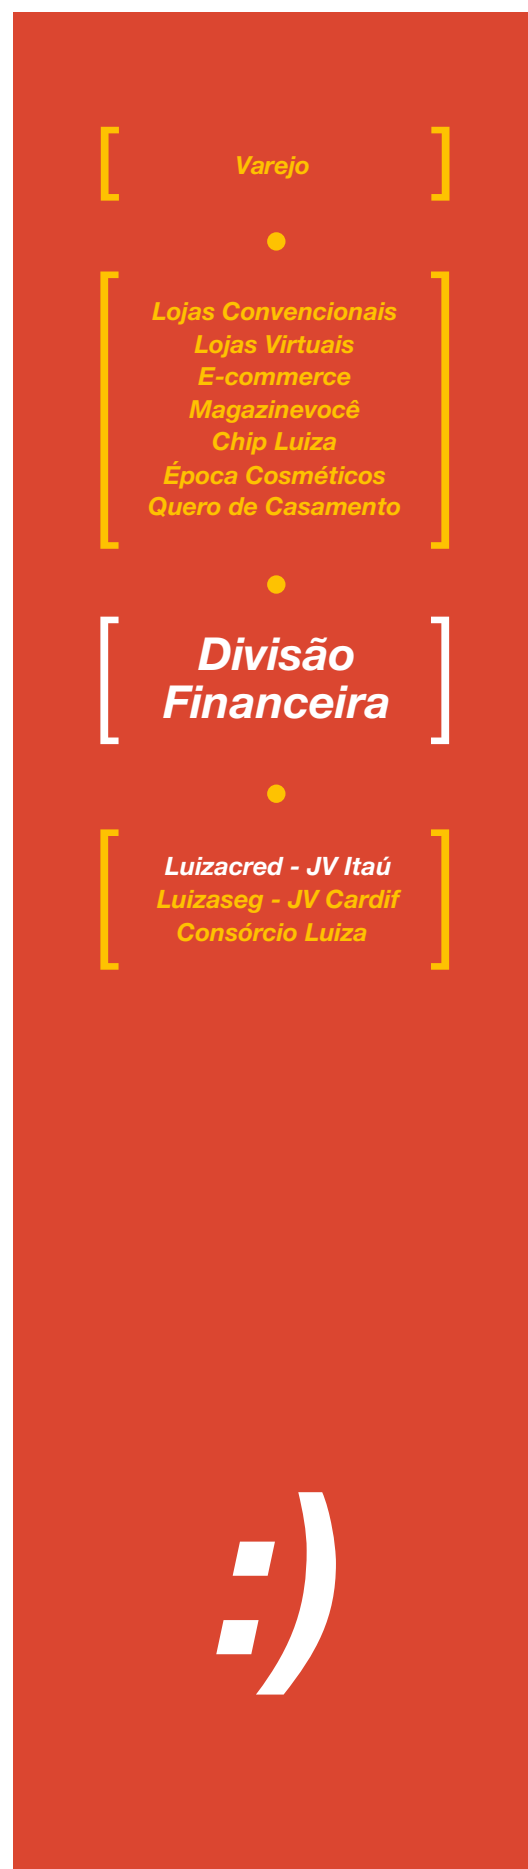 Varejo
Lojas Convencionais
Lojas Virtuais
E-commerce
Magazinevocê
Chip Luiza
Época Cosméticos
Quero de Casamento
Divisão
Financeira
Luizacred - JV Itaú
Luizaseg - JV Cardif
Consórcio Luiza
:)